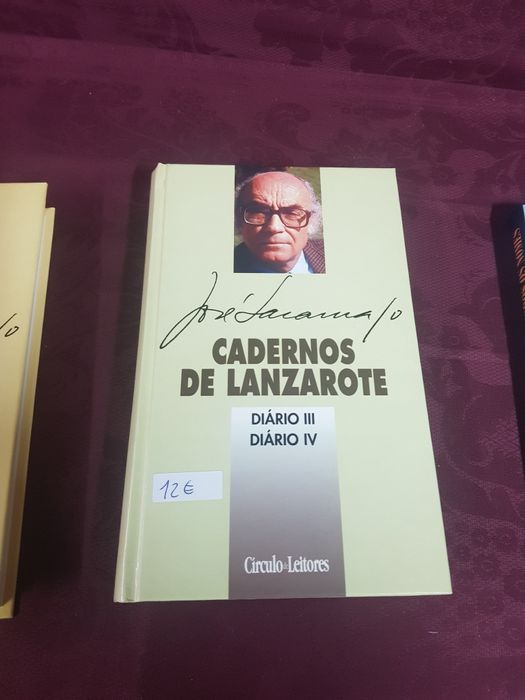 José Saramago
CADERNOS
DE LANZAROTE
DIÁRIO III
DIÁRIO IV
12€
Círculo de Leitores